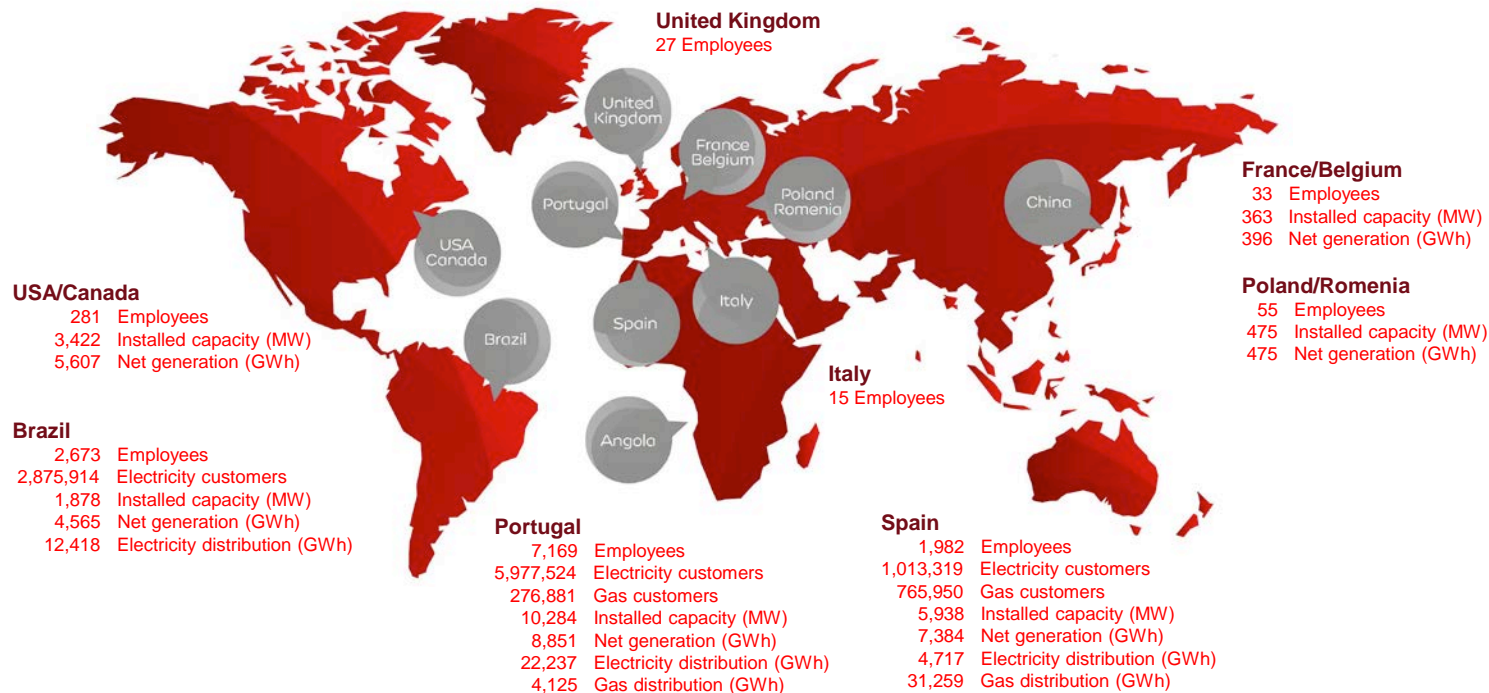 United Kingdom
27 Employees
United
Kingdom
France
Belgium
Portugal
Poland
Romenia
China
USA
Canada
Italy
Spain
Brazil
Angola
France/Belgium
33 Employees
363 Installed capacity (MW)
396 Net generation (GWh)
Poland/Romenia
55 Employees
475 Installed capacity (MW)
475 Net generation (GWh)
USA/Canada
281 Employees
3,422 Installed capacity (MW)
5,607 Net generation (GWh)
Italy
15 Employees
Brazil
2,673 Employees
2,875,914 Electricity customers
1,878 Installed capacity (MW)
4,565 Net generation (GWh)
12,418 Electricity distribution (GWh)
Portugal
7,169 Employees
5,977,524 Electricity customers
276,881 Gas customers
10,284 Installed capacity (MW)
8,851 Net generation (GWh)
22,237 Electricity distribution (GWh)
4,125 Gas distribution (GWh)
Spain
1,982 Employees
1,013,319 Electricity customers
765,950 Gas customers
5,938 Installed capacity (MW)
7,384 Net generation (GWh)
4,717 Electricity distribution (GWh)
31,259 Gas distribution (GWh)